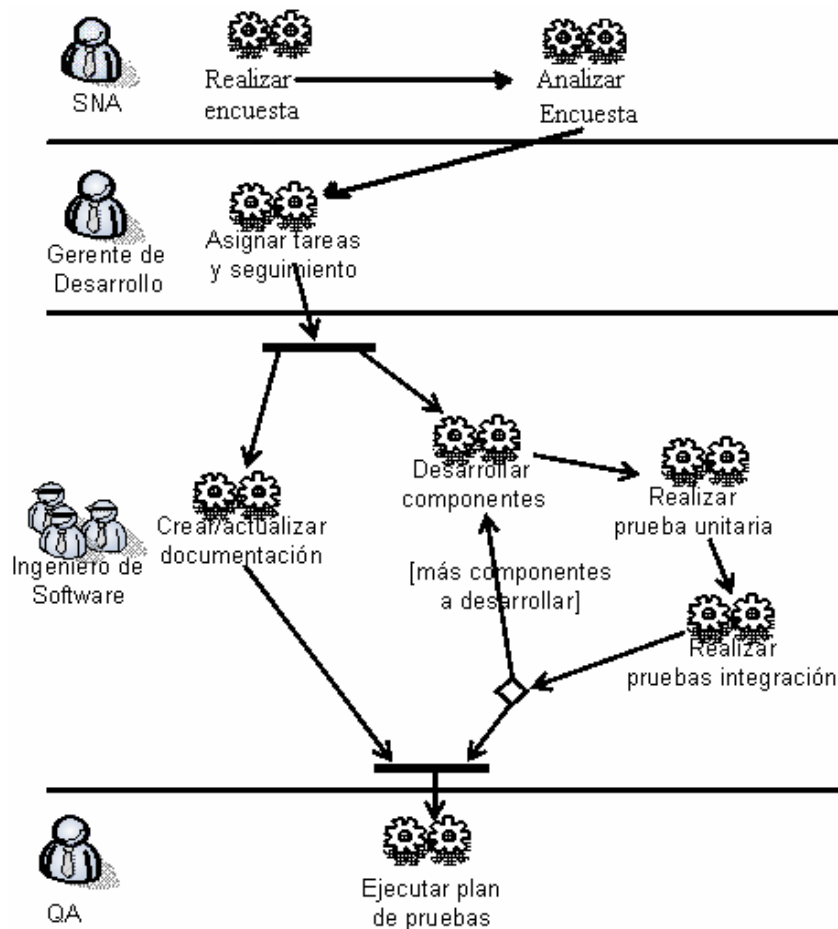 SNA
Realizar
encuesta
Analizar
Encuesta
Gerente de
Desarrollo
Asignar tareas
y seguimiento
Desarrollar
componentes
Realizar
prueba unitaria
Crear/actualizar
documentación
Ingeniero de
Software
[más componentes
a desarrollar]
Realizar
pruebas integración
QA
Ejecutar plan
de pruebas